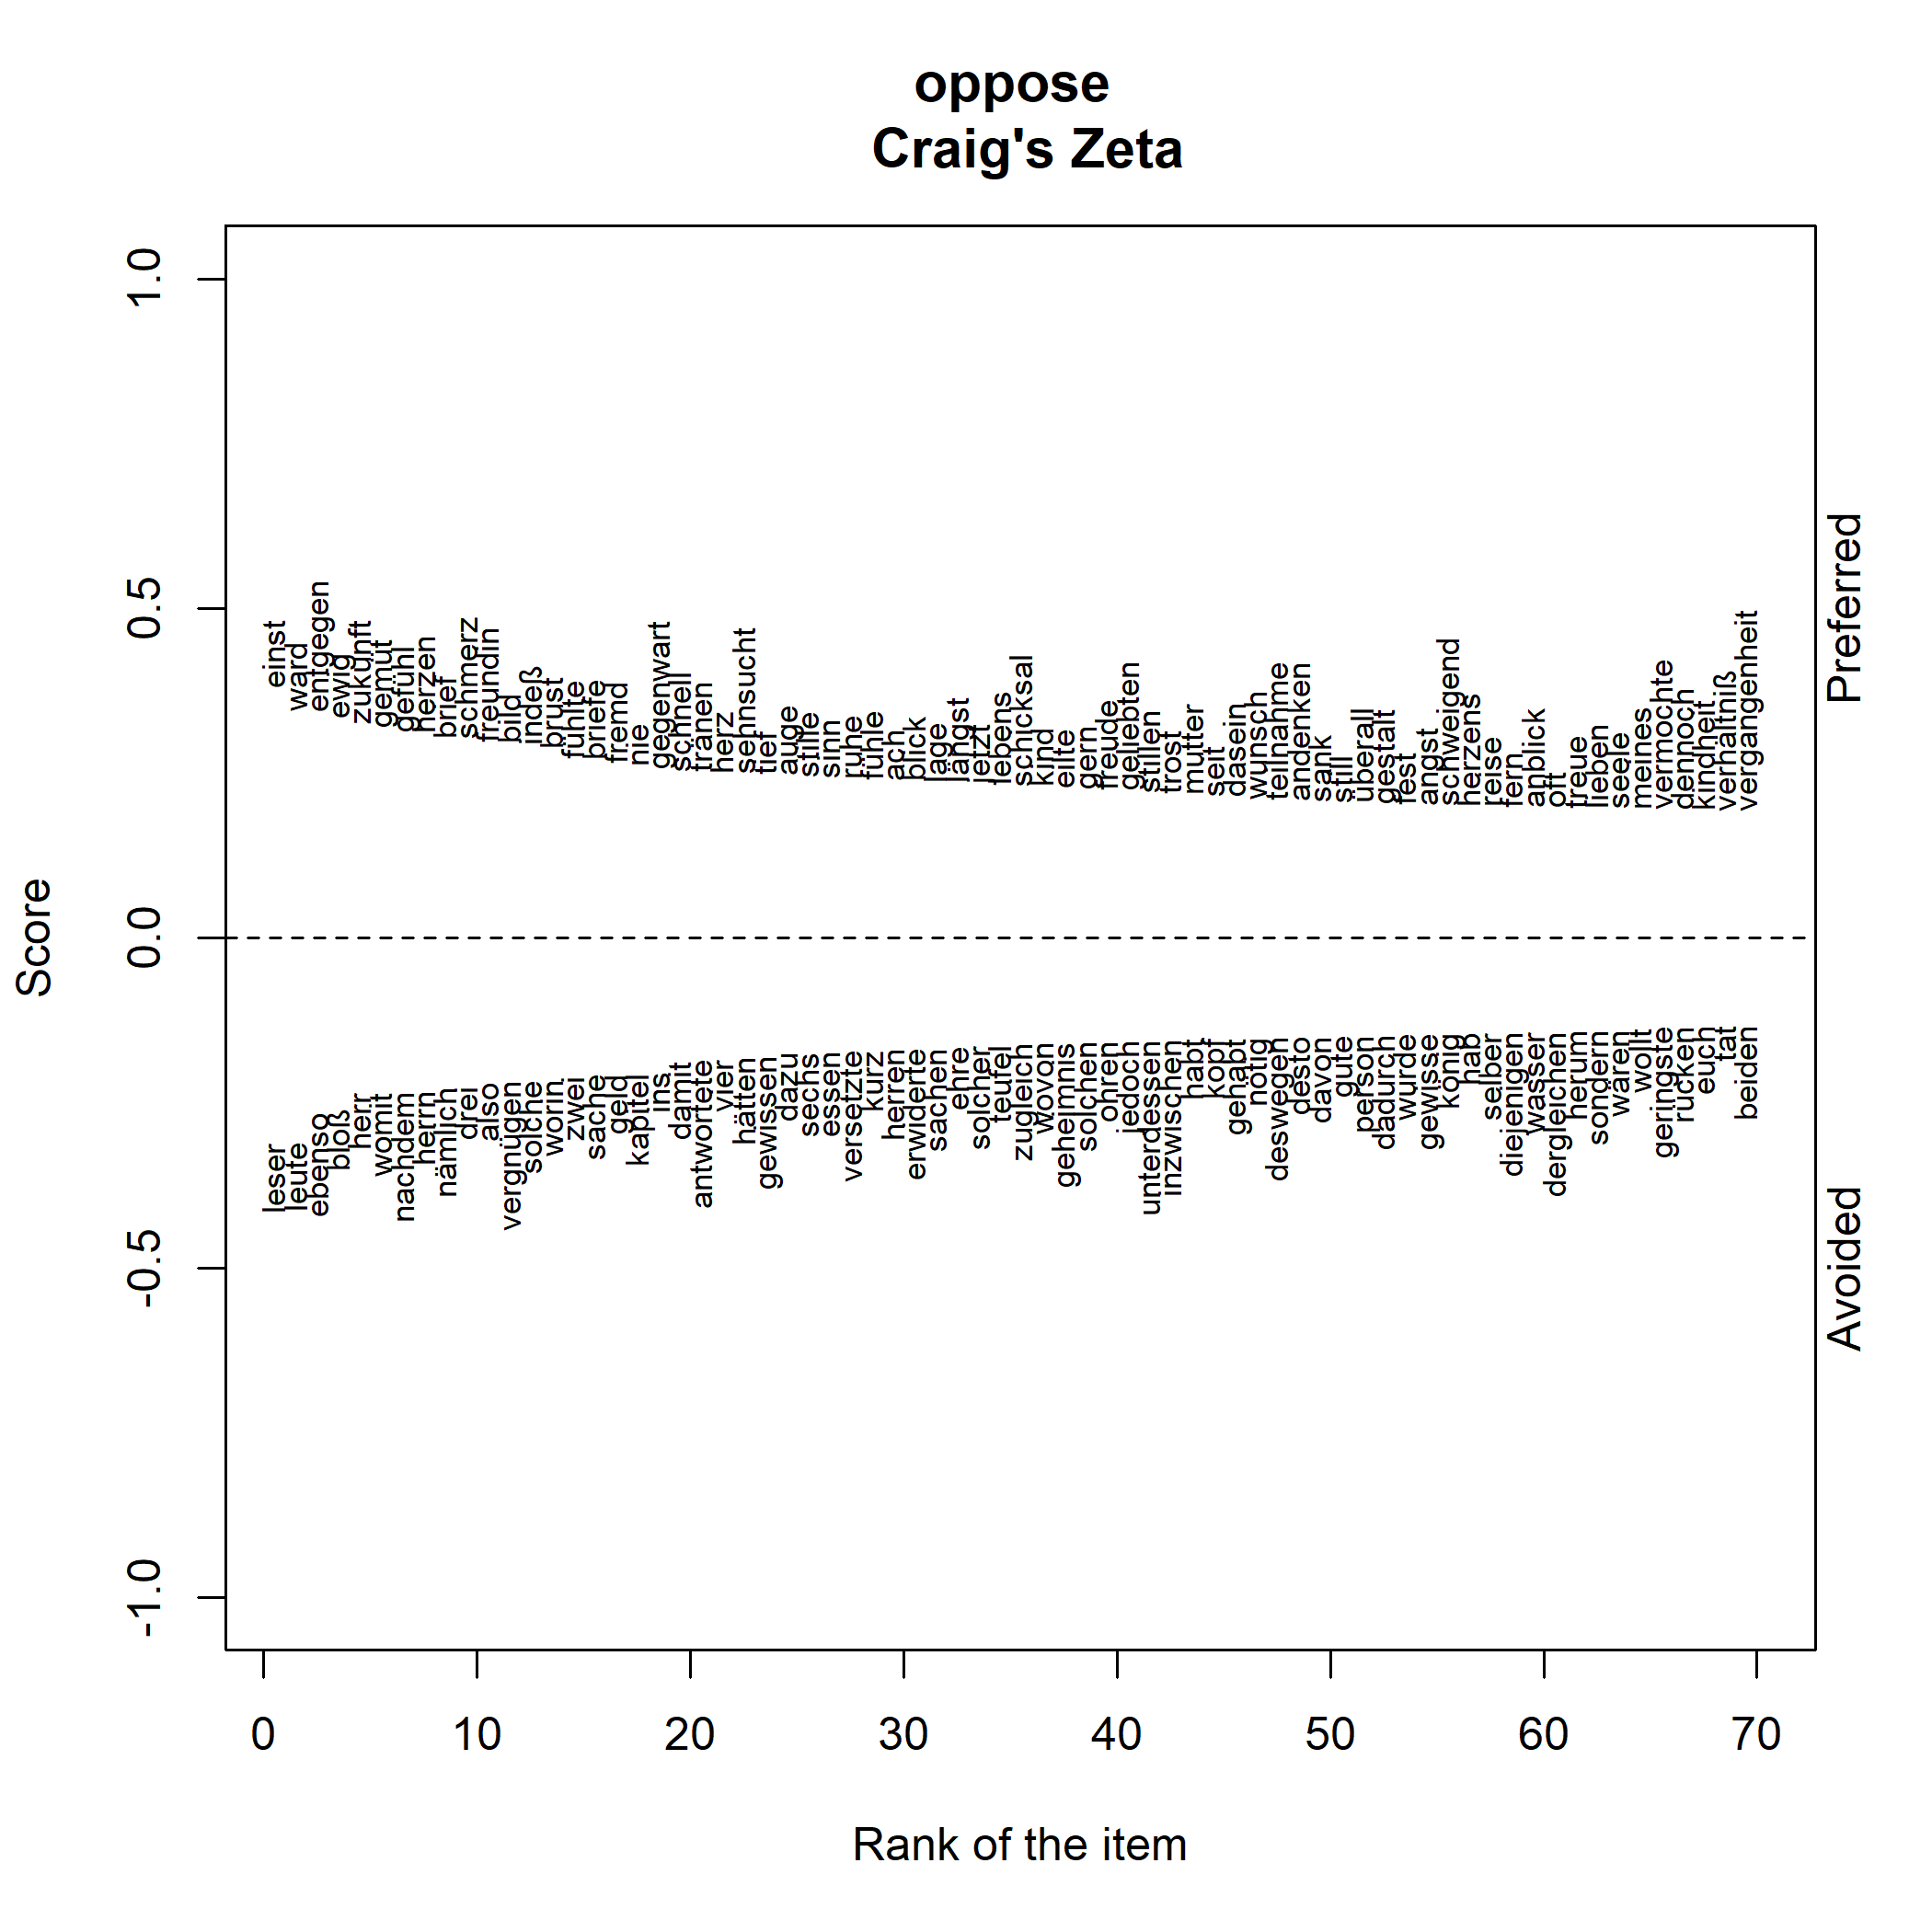 oppose
Craig's Zeta
1.0
0.5
0.0
-0.5
-1.0
Score
Preferred
Avoided
einst
ward
entgegen
ewig
zukunft
gemüt
gefühl
herzen
brief
schmerz
freundin
bild
indeß
brust
fühlte
briefe
fremd
nie
gegenwart
schnell
tränen
herz
sehnsucht
tief
auge
stille
sinn
ruhe
fühle
ach
blick
lage
längst
jetzt
lebens
schicksal
kind
eilte
gern
freude
geliebten
stillen
trost
mutter
seit
dasein
wunsch
teilnahme
andenken
sank
still
überall
gestalt
fest
angst
schweigend
herzens
reise
fern
anblick
oft
treue
lieben
seele
meines
vermochte
dennoch
kindheit
verhältniß
vergangenheit
leser
leute
ebenso
bloß
herr
womit
nachdem
herrn
nämlich
drei
also
vergnügen
solche
worin
zwei
sache
geld
kapitel
ins
damit
antwortete
vier
hätten
gewissen
dazu
sechs
essen
versetzte
kurz
herren
erwiderte
sachen
ehre
solcher
teufel
zugleich
wovon
geheimnis
solchen
ohren
jedoch
unterdessen
inzwischen
habt
kopf
gehabt
nötig
deswegen
desto
davon
gute
person
dadurch
wurde
gewisse
könig
hab
selber
diejenigen
wasser
dergleichen
herum
sondern
wären
wollt
geringste
rücken
euch
tat
beiden
0 10 20 30 40 50 60 70
Rank of the item